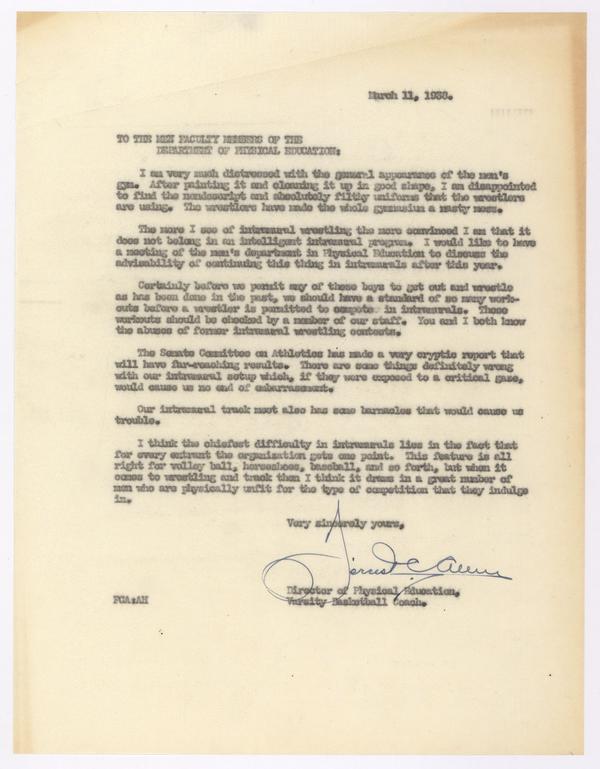 March 11, 1938.
TO THE MEN FACULTY MEMBERS OF THE
DEPARTMENT OF PHYSICAL EDUCATION:
I am very much distressed with the general appearance of the men's
gym. After painting it and cleaning it up in good shape, I am disappointed
to find the nondescript and absolutely filthy uniforms that the wrestlers
are using. The wrestlers have made the whole gymnasium a nasty mess.
The more I see of intramural wrestling the more convinced I am that it
does not belong in an intelligent intramural program. I would like to have
a meeting of the men's department in Physical Education to discuss the
advisability of continuing this thing in intramurals after this year.
Certainly before we permit any of these boys to get out and wrestle
as has been done in the past, we should have a standard of so many work-
outs before a wrestler is permitted to compete in intramurals. These
workouts should be checked by a member of our staff. You and I both know
the abuses of former intramural wrestling contests.
The Senate Committee on Athletics has made a very cryptic report that
will have far-reaching results. There are some things definitely wrong
with our intramural setup which, if they were exposed to a critical gaze,
would cause us no end of embarrassment.
Our intramural track meet also has some barnacles that would cause us
trouble.
I think the chiefest difficulty in intramurals lies in the fact that
for every entrant the organization gets one point. This feature is all
right for volley ball, horseshoes, baseball, and so forth, but when it
comes to wrestling and track then I think it draws in a great number of
men who are physically unfit for the type of competition that they indulge
in.
Very sincerely yours,
Forrest C. Allen
Director of Physical Education,
FCA:AH Varsity Basketball Coach.